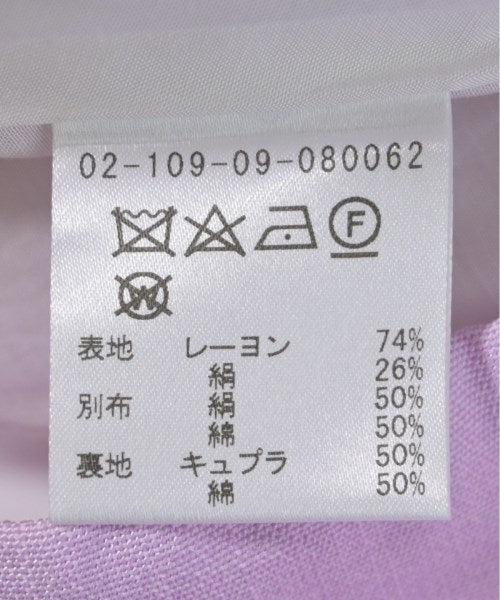 02-109-09-080062
F
W
表地 レーヨン 74%
絹 26%
別布 絹 50%
綿 50%
裏地 キュプラ 50%
綿 50%